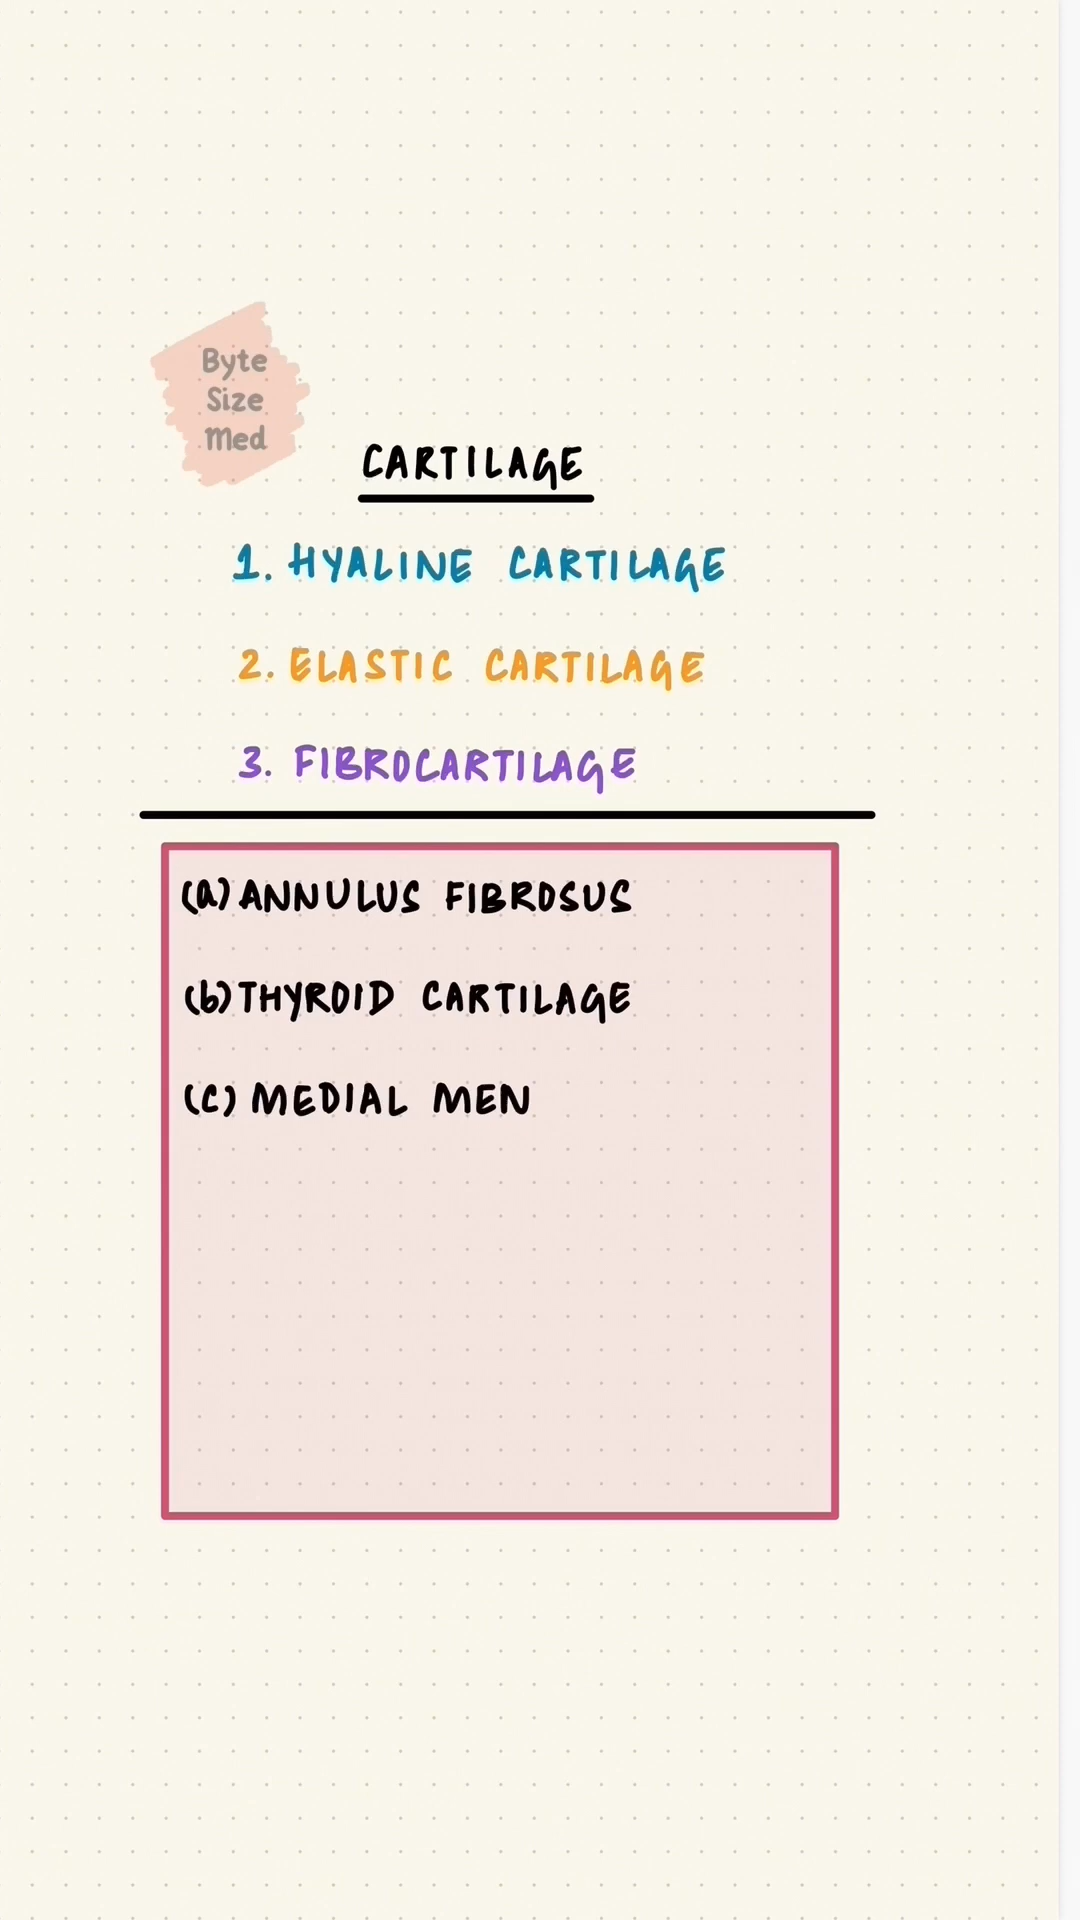 Byte
Size
Med
CARTILAGE
1. HYALINE CARTILAGE
2. ELASTIC CARTILAGE
3. FIBROCARTILAGE
(a) ANNULUS FIBROSUS
(b) THYROID CARTILAGE
(c) MEDIAL MEN